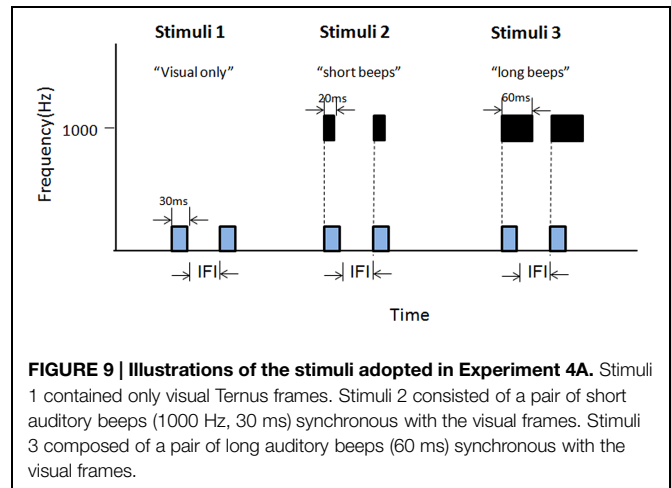 Stimuli 1 Stimuli 2 Stimuli 3
“Visual only” “short beeps” “long beeps”
20ms 60ms
Frequency(Hz)
1000
30ms
IFI IFI IFI
Time
FIGURE 9 | Illustrations of the stimuli adopted in Experiment 4A. Stimuli
1 contained only visual Ternus frames. Stimuli 2 consisted of a pair of short
auditory beeps (1000 Hz, 30 ms) synchronous with the visual frames. Stimuli
3 composed of a pair of long auditory beeps (60 ms) synchronous with the
visual frames.